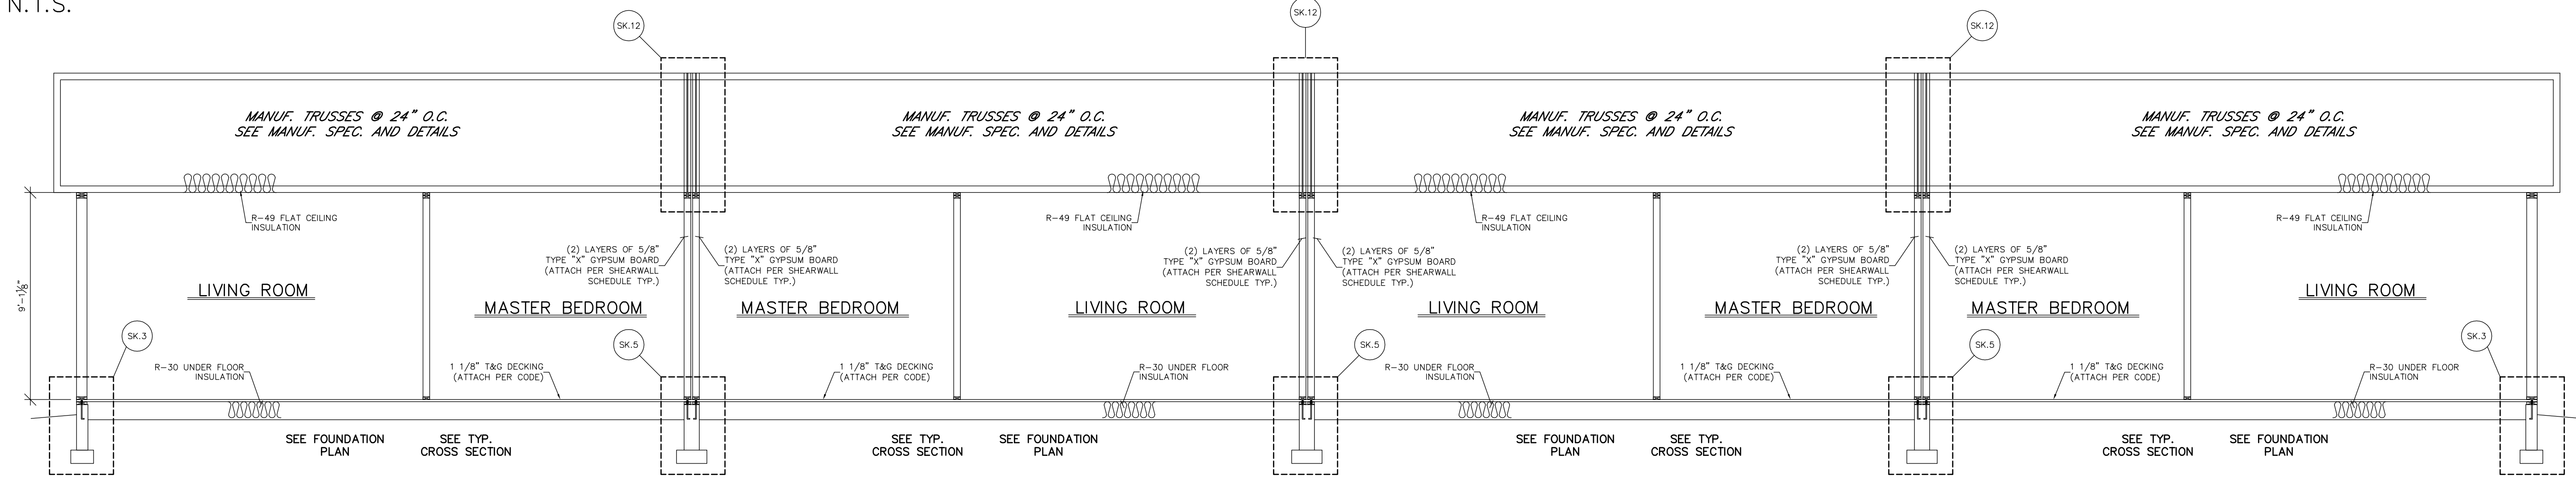 N.T.S.
SK.12
SK.12
SK.12
MANUF. TRUSSES @ 24" O.C.
SEE MANUF. SPEC. AND DETAILS
MANUF. TRUSSES @ 24" O.C.
SEE MANUF. SPEC. AND DETAILS
MANUF. TRUSSES @ 24" O.C.
SEE MANUF. SPEC. AND DETAILS
MANUF. TRUSSES @ 24" O.C.
SEE MANUF. SPEC. AND DETAILS
R-49 FLAT CEILING
INSULATION
R-49 FLAT CEILING
INSULATION
R-49 FLAT CEILING
INSULATION
R-49 FLAT CEILING
INSULATION
(2) LAYERS OF 5/8"
TYPE "X" GYPSUM BOARD
(ATTACH PER SHEARWALL
SCHEDULE TYP.)
(2) LAYERS OF 5/8"
TYPE "X" GYPSUM BOARD
(ATTACH PER SHEARWALL
SCHEDULE TYP.)
(2) LAYERS OF 5/8"
TYPE "X" GYPSUM BOARD
(ATTACH PER SHEARWALL
SCHEDULE TYP.)
(2) LAYERS OF 5/8"
TYPE "X" GYPSUM BOARD
(ATTACH PER SHEARWALL
SCHEDULE TYP.)
(2) LAYERS OF 5/8"
TYPE "X" GYPSUM BOARD
(ATTACH PER SHEARWALL
SCHEDULE TYP.)
(2) LAYERS OF 5/8"
TYPE "X" GYPSUM BOARD
(ATTACH PER SHEARWALL
SCHEDULE TYP.)
9'-1 1/8"
LIVING ROOM
MASTER BEDROOM
MASTER BEDROOM
LIVING ROOM
LIVING ROOM
MASTER BEDROOM
MASTER BEDROOM
LIVING ROOM
SK.3
SK.5
SK.5
SK.5
SK.3
R-30 UNDER FLOOR
INSULATION
1 1/8" T&G DECKING
(ATTACH PER CODE)
1 1/8" T&G DECKING
(ATTACH PER CODE)
R-30 UNDER FLOOR
INSULATION
R-30 UNDER FLOOR
INSULATION
1 1/8" T&G DECKING
(ATTACH PER CODE)
1 1/8" T&G DECKING
(ATTACH PER CODE)
R-30 UNDER FLOOR
INSULATION
SEE FOUNDATION
PLAN
SEE TYP.
CROSS SECTION
SEE TYP.
CROSS SECTION
SEE FOUNDATION
PLAN
SEE FOUNDATION
PLAN
SEE TYP.
CROSS SECTION
SEE TYP.
CROSS SECTION
SEE FOUNDATION
PLAN